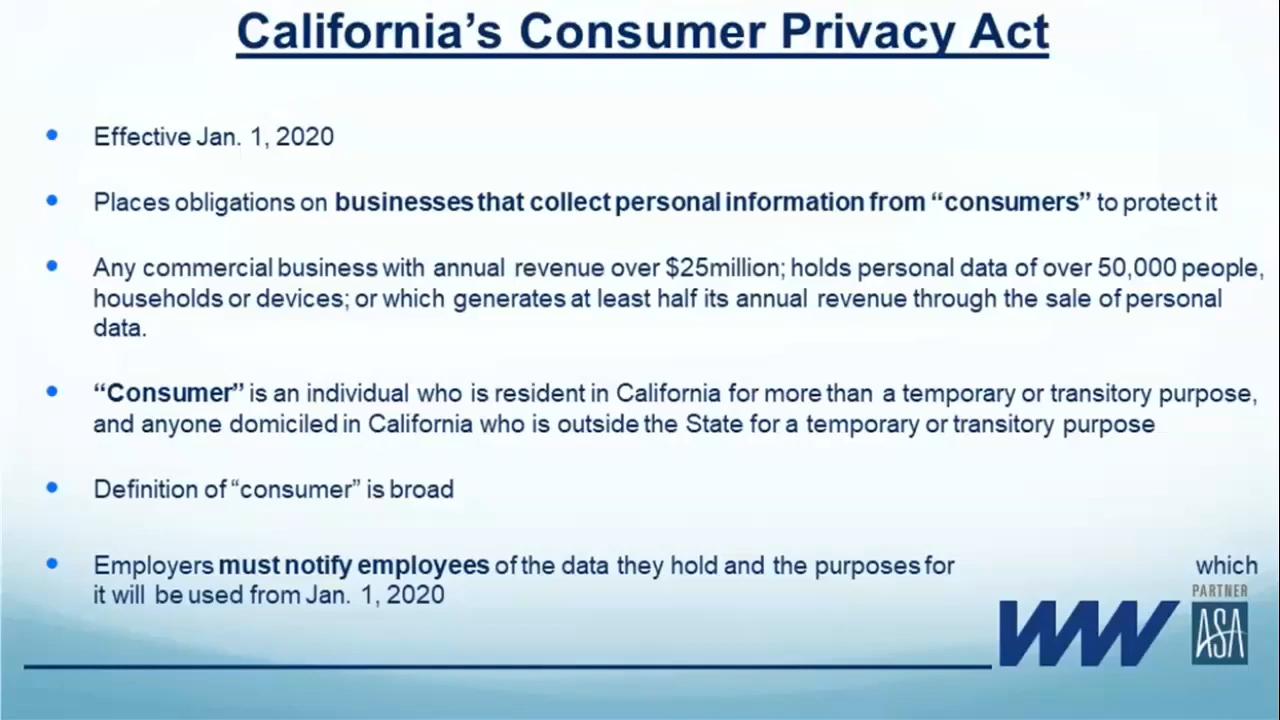 California’s Consumer Privacy Act
Effective Jan. 1, 2020
Places obligations on businesses that collect personal information from “consumers” to protect it
Any commercial business with annual revenue over $25million; holds personal data of over 50,000 people,
households or devices; or which generates at least half its annual revenue through the sale of personal
data.
“Consumer” is an individual who is resident in California for more than a temporary or transitory purpose,
and anyone domiciled in California who is outside the State for a temporary or transitory purpose
Definition of “consumer” is broad
Employers must notify employees of the data they hold and the purposes for which
it will be used from Jan. 1, 2020
PARTNER
WW ASA